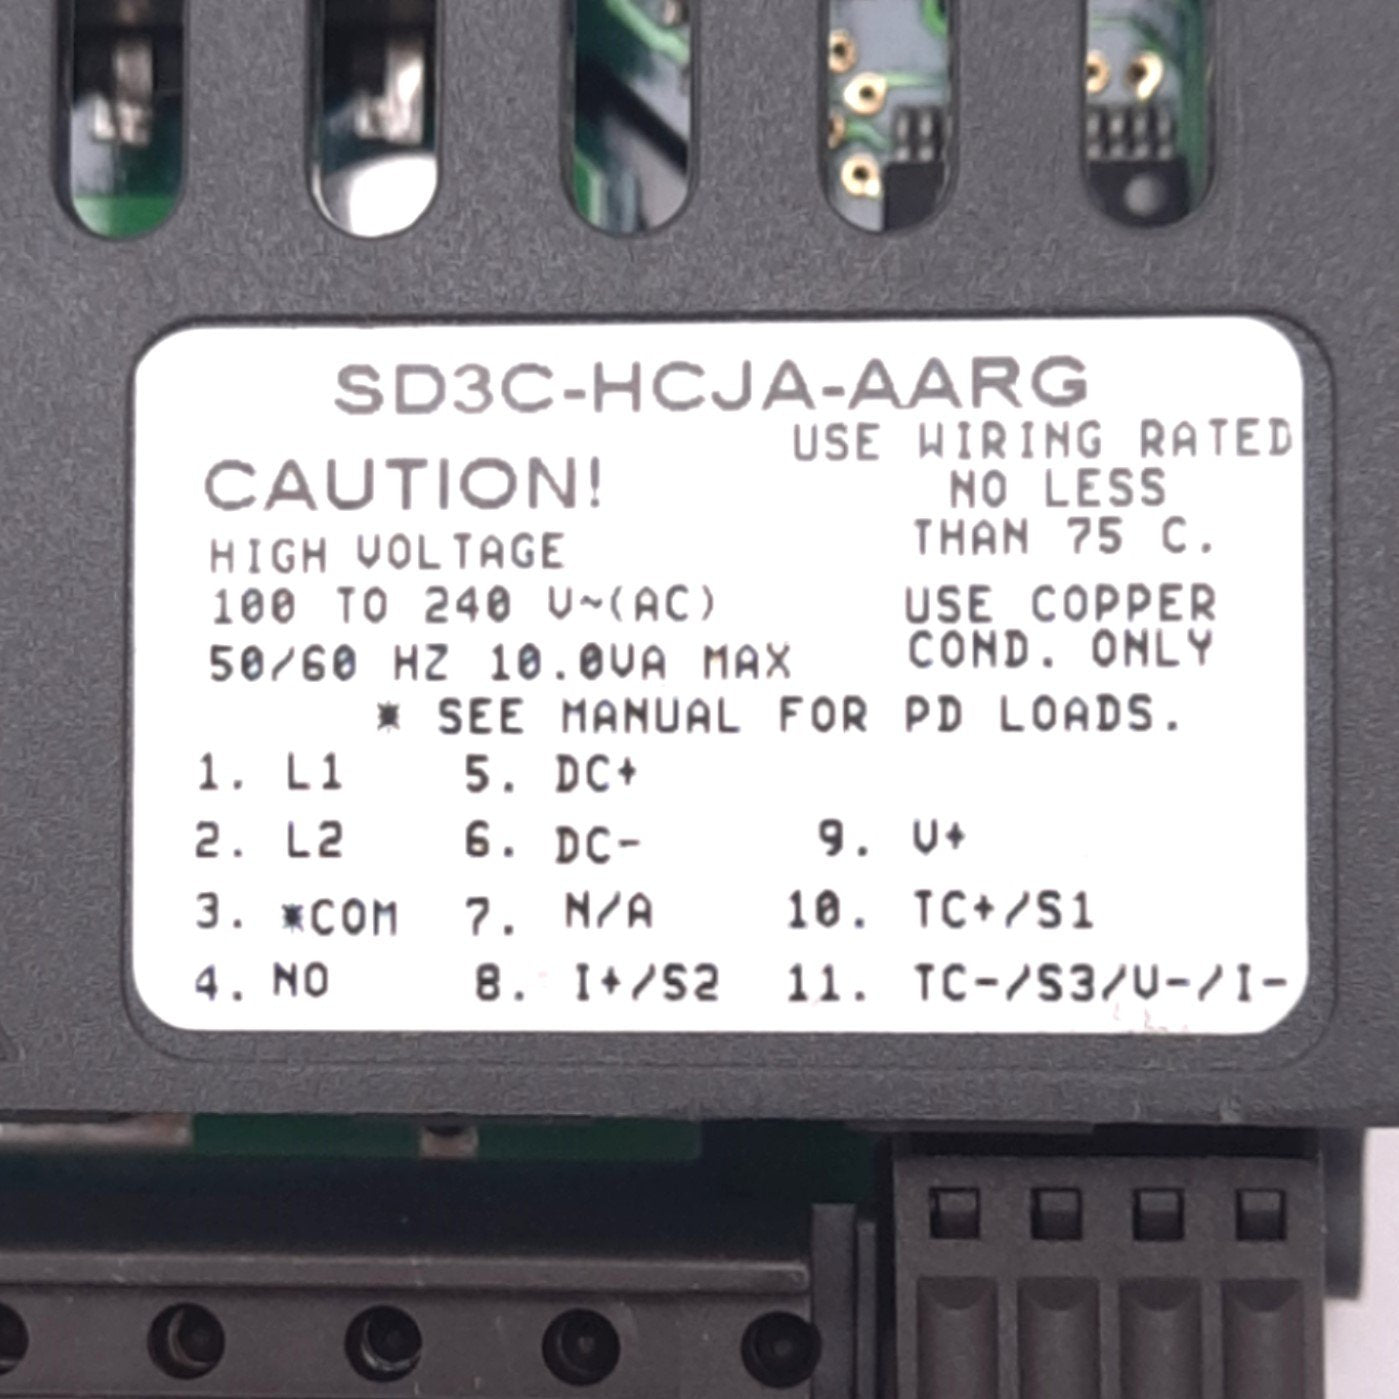 SD3C-HCJA-AARG
CAUTION!
HIGH VOLTAGE
100 TO 240 V~(AC)
50/60 HZ 10.0VA MAX
USE WIRING RATED
NO LESS
THAN 75 C.
USE COPPER
COND. ONLY
* SEE MANUAL FOR PD LOADS.
1. L1 5. DC+
2. L2 6. DC- 9. V+
3. *COM 7. N/A 10. TC+/S1
4. NO 8. I+/S2 11. TC-/S3/V-/I-